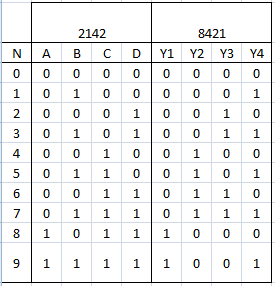 2142 8421
N A B C D Y1 Y2 Y3 Y4
0 0 0 0 0 0 0 0 0
1 0 1 0 0 0 0 0 1
2 0 0 0 1 0 0 1 0
3 0 1 0 1 0 0 1 1
4 0 0 1 0 0 1 0 0
5 0 1 1 0 0 1 0 1
6 0 0 1 1 0 1 1 0
7 0 1 1 1 0 1 1 1
8 1 0 1 1 1 0 0 0
9 1 1 1 1 1 0 0 1